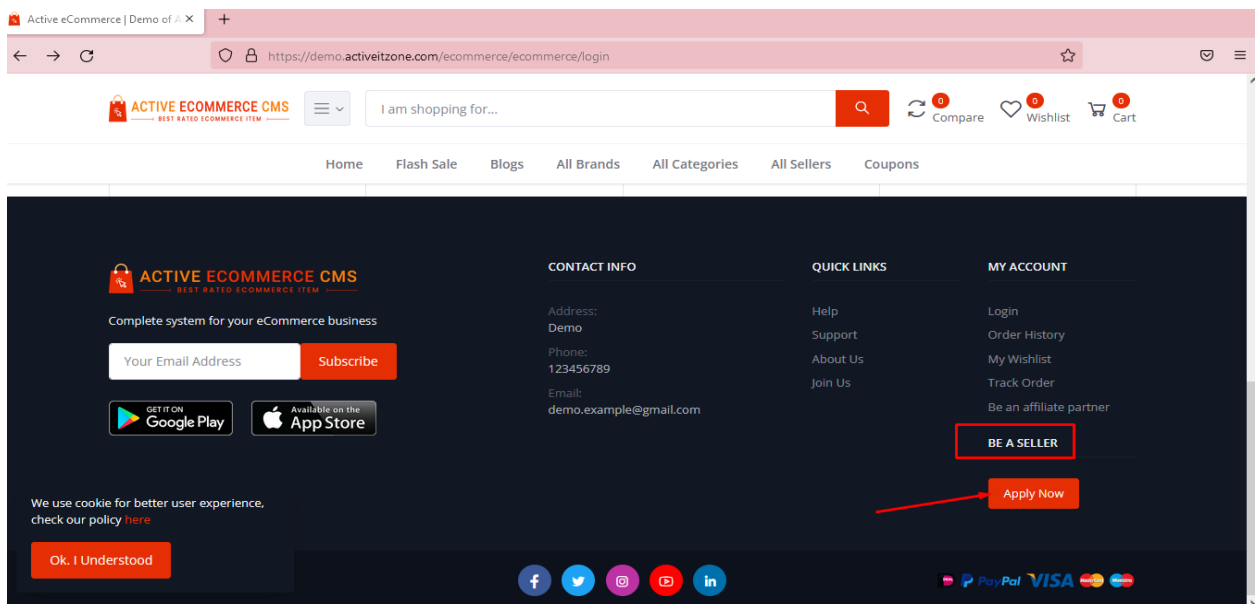 Active eCommerce | Demo of A
https://demo.activeitzone.com/ecommerce/ecommerce/login
ACTIVE ECOMMERCE CMS
BEST RATED ECOMMERCE ITEM
I am shopping for...
0
Compare
0
Wishlist
0
Cart
Home Flash Sale Blogs All Brands All Categories All Sellers Coupons
ACTIVE ECOMMERCE CMS
BEST RATED ECOMMERCE ITEM
Complete system for your eCommerce business
Your Email Address Subscribe
GET IT ON
Google Play
Available on the
App Store
CONTACT INFO
Address:
Demo
Phone:
123456789
Email:
demo.example@gmail.com
QUICK LINKS
Help
Support
About Us
Join Us
MY ACCOUNT
Login
Order History
My Wishlist
Track Order
Be an affiliate partner
BE A SELLER
Apply Now
We use cookie for better user experience,
check our policy here
Ok. I Understood
PayPal VISA